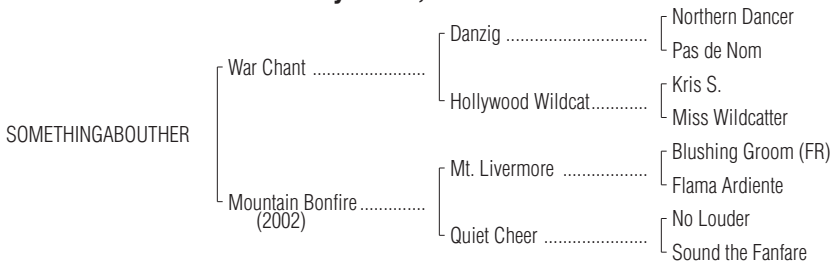 Northern Dancer
Danzig ..............................
Pas de Nom
War Chant ........................
Kris S.
Hollywood Wildcat............
Miss Wildcatter
SOMETHINGABOUTHER
Blushing Groom (FR)
Mt. Livermore ..................
Flama Ardiente
Mountain Bonfire ..............
(2002)
No Louder
Quiet Cheer ......................
Sound the Fanfare